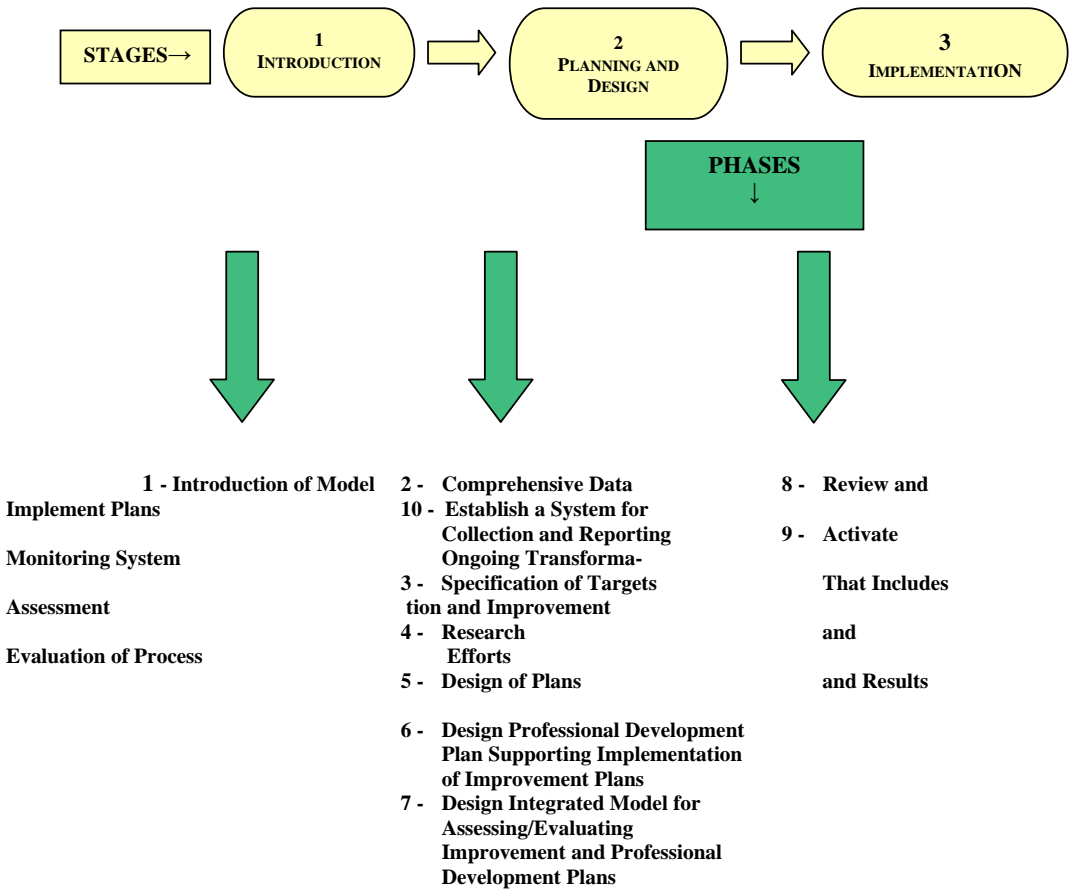 STAGES→
1
INTRODUCTION
2
PLANNING AND
DESIGN
3
IMPLEMENTATION
PHASES
↓
1 - Introduction of Model 2 - Comprehensive Data 8 - Review and
Implement Plans 10 - Establish a System for
Collection and Reporting 9 - Activate
Monitoring System Ongoing Transforma-
3 - Specification of Targets That Includes
Assessment tion and Improvement
4 - Research and
Evaluation of Process Efforts
5 - Design of Plans and Results
6 - Design Professional Development
Plan Supporting Implementation
of Improvement Plans
7 - Design Integrated Model for
Assessing/Evaluating
Improvement and Professional
Development Plans